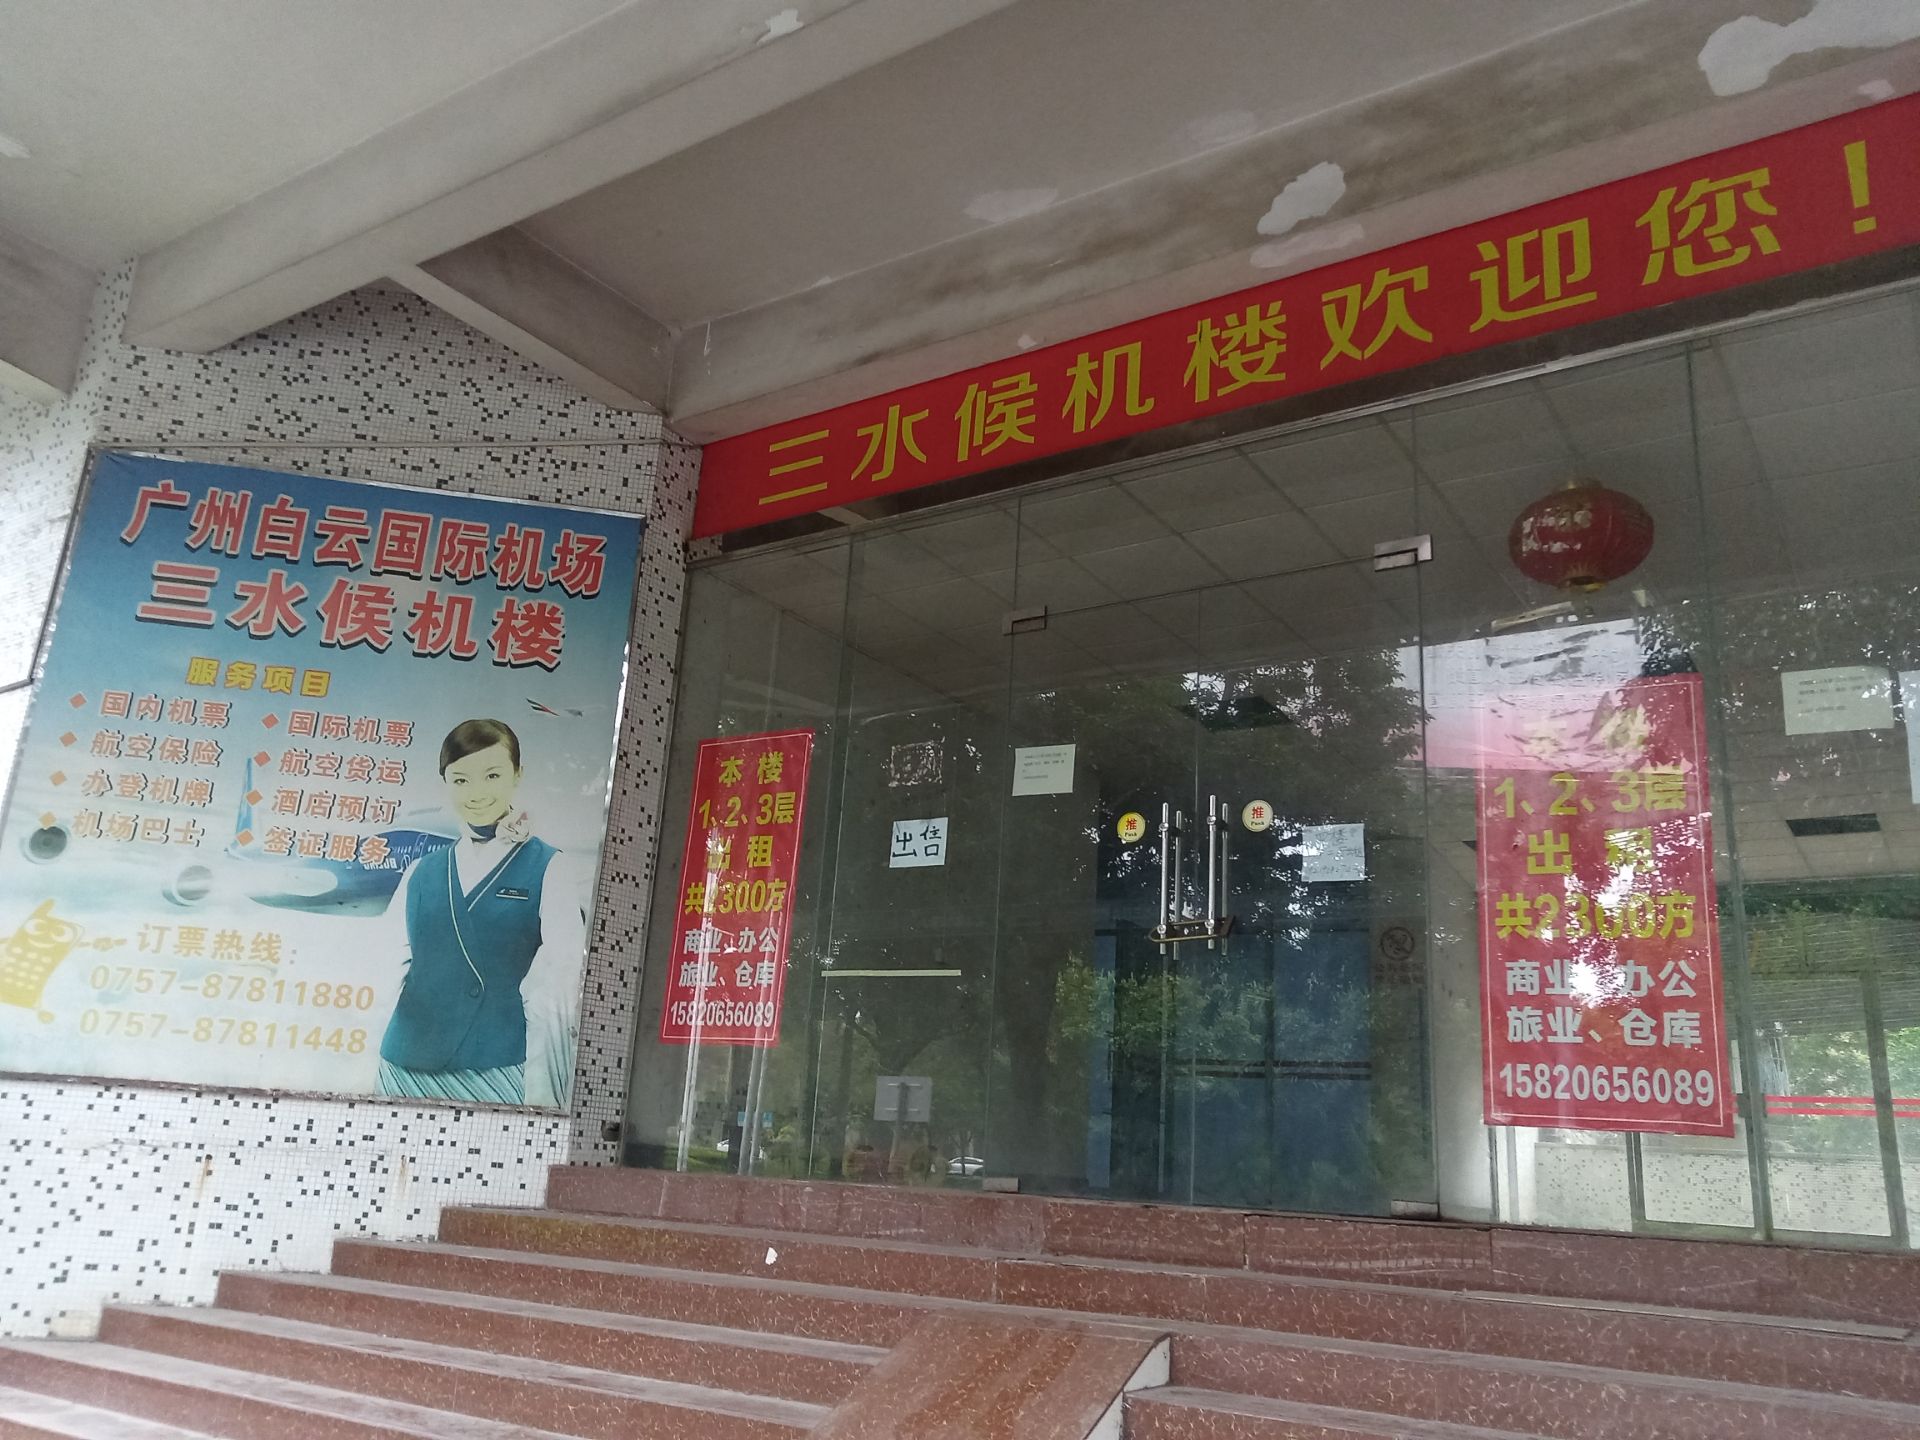 三水候机楼欢迎您！
广州白云国际机场
三水候机楼
服务项目
国内机票
国际机票
航空保险
航空货运
办登机牌
酒店预订
机场巴士
签证服务
订票热线：
0757-87811880
0757-87811448
本楼
1、2、3层
出租
共2300方
商业、办公
旅业、仓库
15820656089
出
推
Push
推
Push
1、2、3层
出租
共2300方
商业、办公
旅业、仓库
15820656089